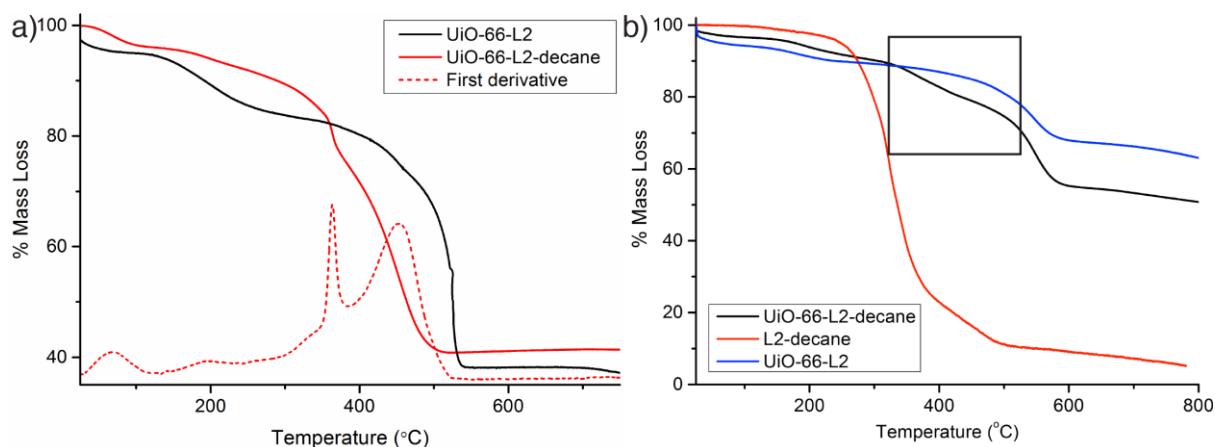 a)
100
80
60
40
% Mass Loss
200
400
600
Temperature (°C)
UiO-66-L2
UiO-66-L2-decane
First derivative
b)
100
80
60
40
20
0
% Mass Loss
200
400
600
800
Temperature (°C)
UiO-66-L2-decane
L2-decane
UiO-66-L2